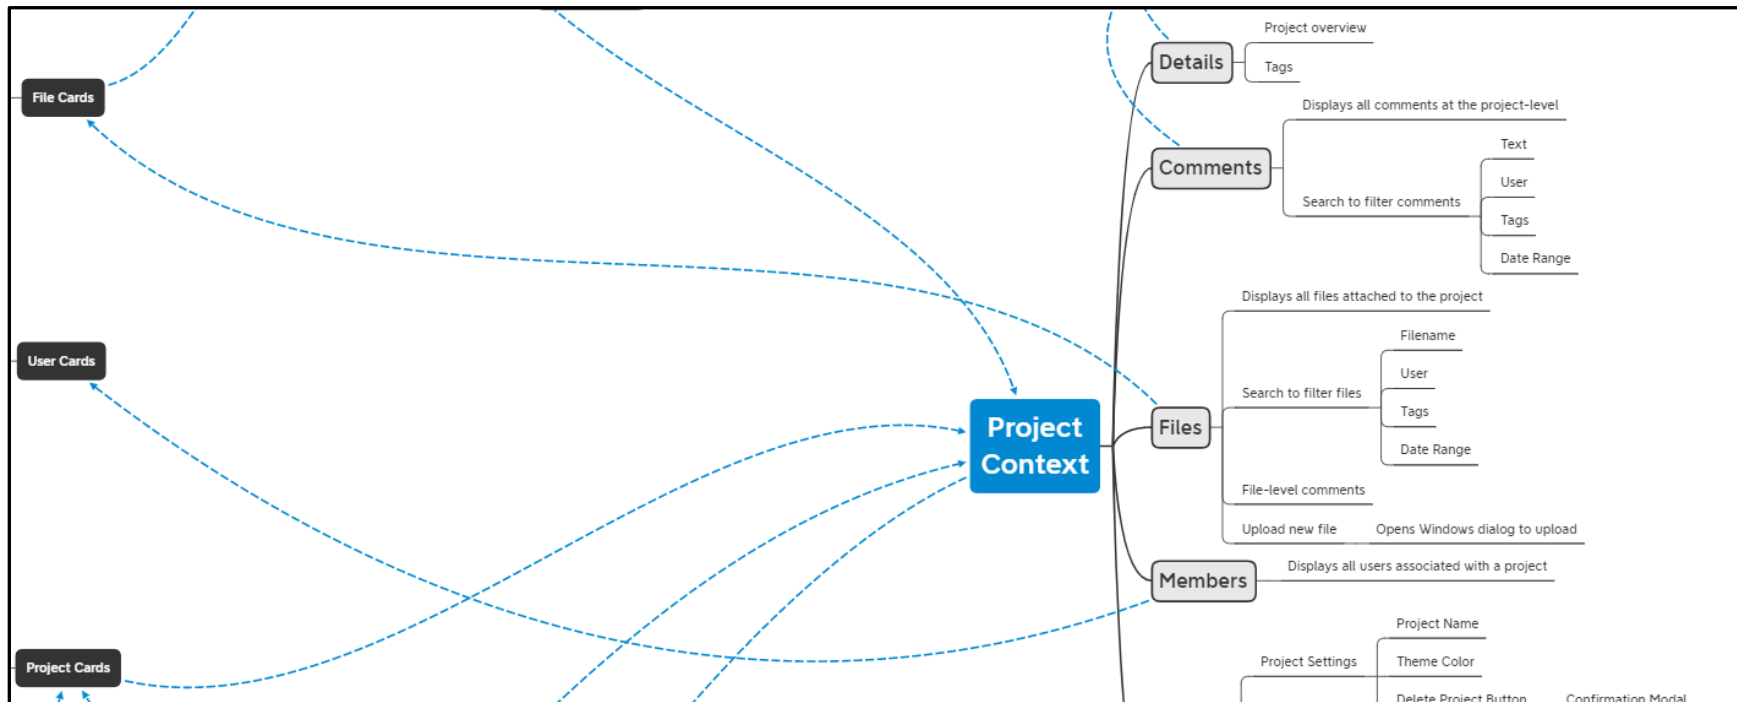 File Cards
User Cards
Project Cards
Project
Context
Details
Project overview
Tags
Comments
Displays all comments at the project-level
Search to filter comments
Text
User
Tags
Date Range
Files
Displays all files attached to the project
Search to filter files
Filename
User
Tags
Date Range
File-level comments
Upload new file
Opens Windows dialog to upload
Members
Displays all users associated with a project
Project Settings
Project Name
Theme Color
Delete Project Button
Confirmation Modal